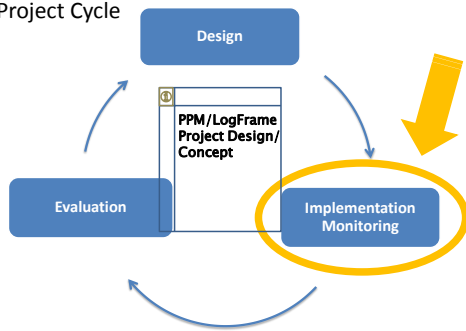 Project Cycle
Design
PPM/LogFrame
Project Design/
Concept
Evaluation
Implementation
Monitoring